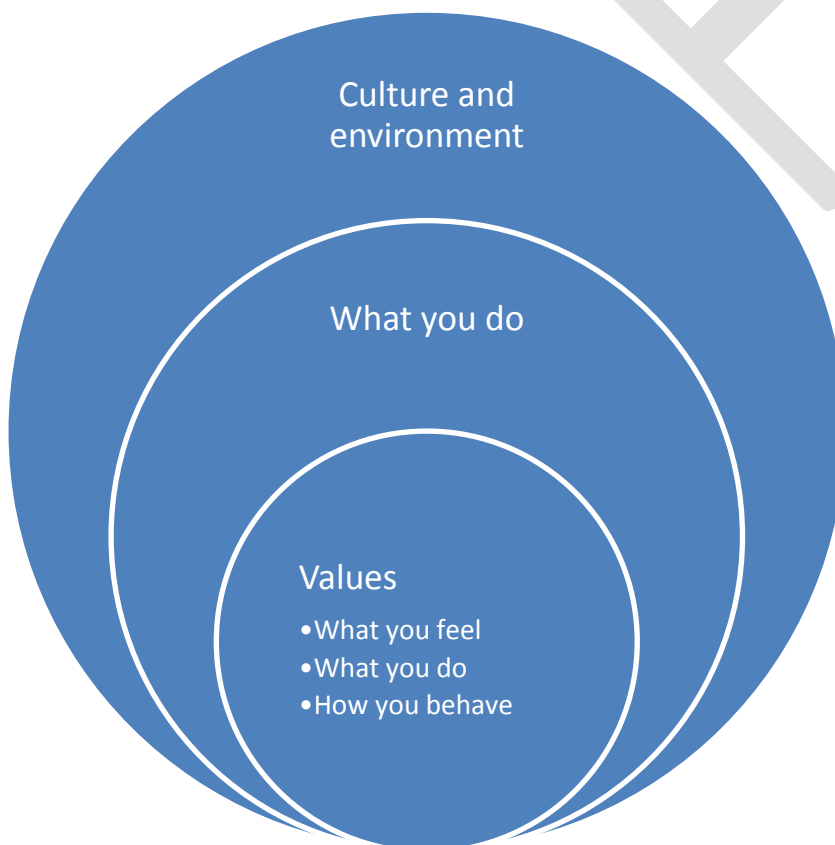 Culture and
environment
What you do
Values
•What you feel
•What you do
•How you behave